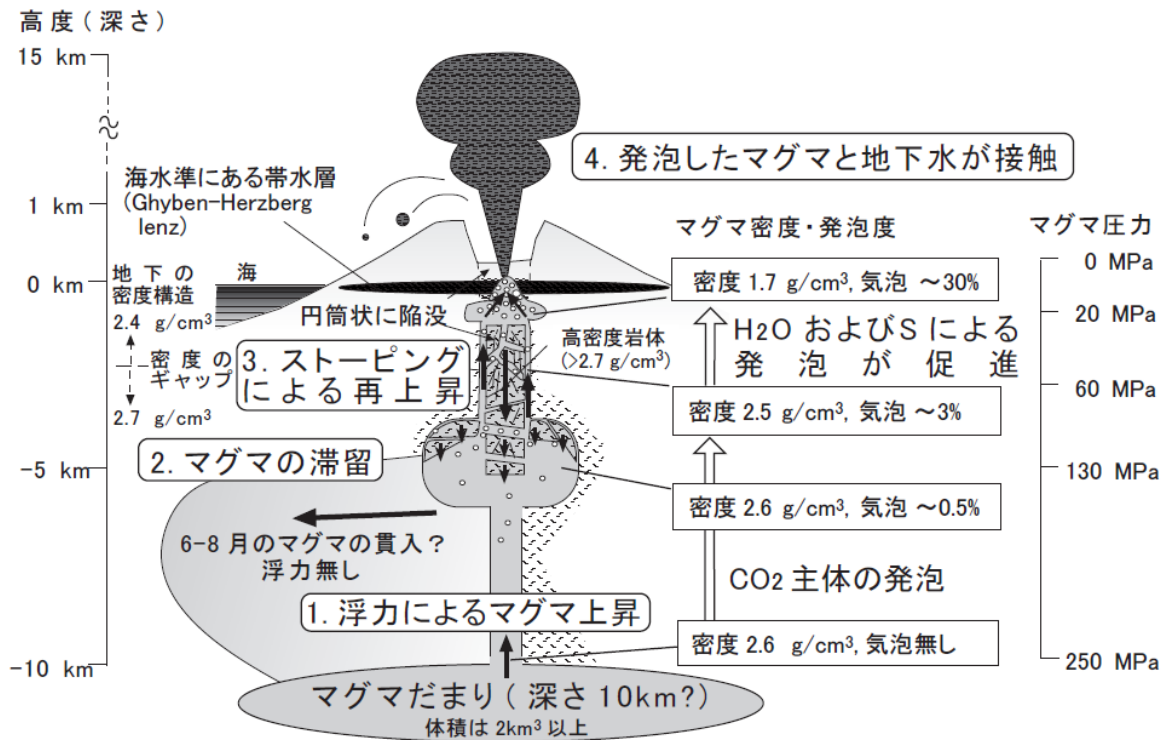 高度(深さ)
15 km
1 km
0 km
-5 km
-10 km
海水準にある帯水層
(Ghyben-Herzberg
lenz)
地下の
密度構造
2.4 g/cm³
密度の
ギャップ
2.7 g/cm³
海
円筒状に陥没
4. 発泡したマグマと地下水が接触
マグマ密度・発泡度
マグマ圧力
密度 1.7 g/cm³, 気泡 ～30%
H₂O およびS による
発泡が促進
高密度岩体
(>2.7 g/cm³)
3. ストーピング
による再上昇
密度 2.5 g/cm³, 気泡 ～3%
2. マグマの滞留
密度 2.6 g/cm³, 気泡 ～0.5%
6-8 月のマグマの貫入?
浮力無し
CO₂ 主体の発泡
1. 浮力によるマグマ上昇
密度 2.6 g/cm³, 気泡無し
マグマだまり( 深さ 10km?)
体積は 2km³ 以上
0 MPa
20 MPa
60 MPa
130 MPa
250 MPa